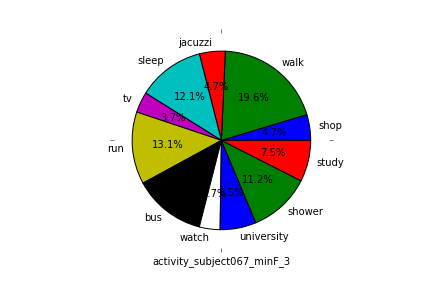 jacuzzi
walk
sleep
4.7%
19.6%
12.1%
tv
3.7%
shop
4.7%
run
13.1%
7.5%
study
11.2%
bus
shower
watch
university
activity_subject067_minF_3